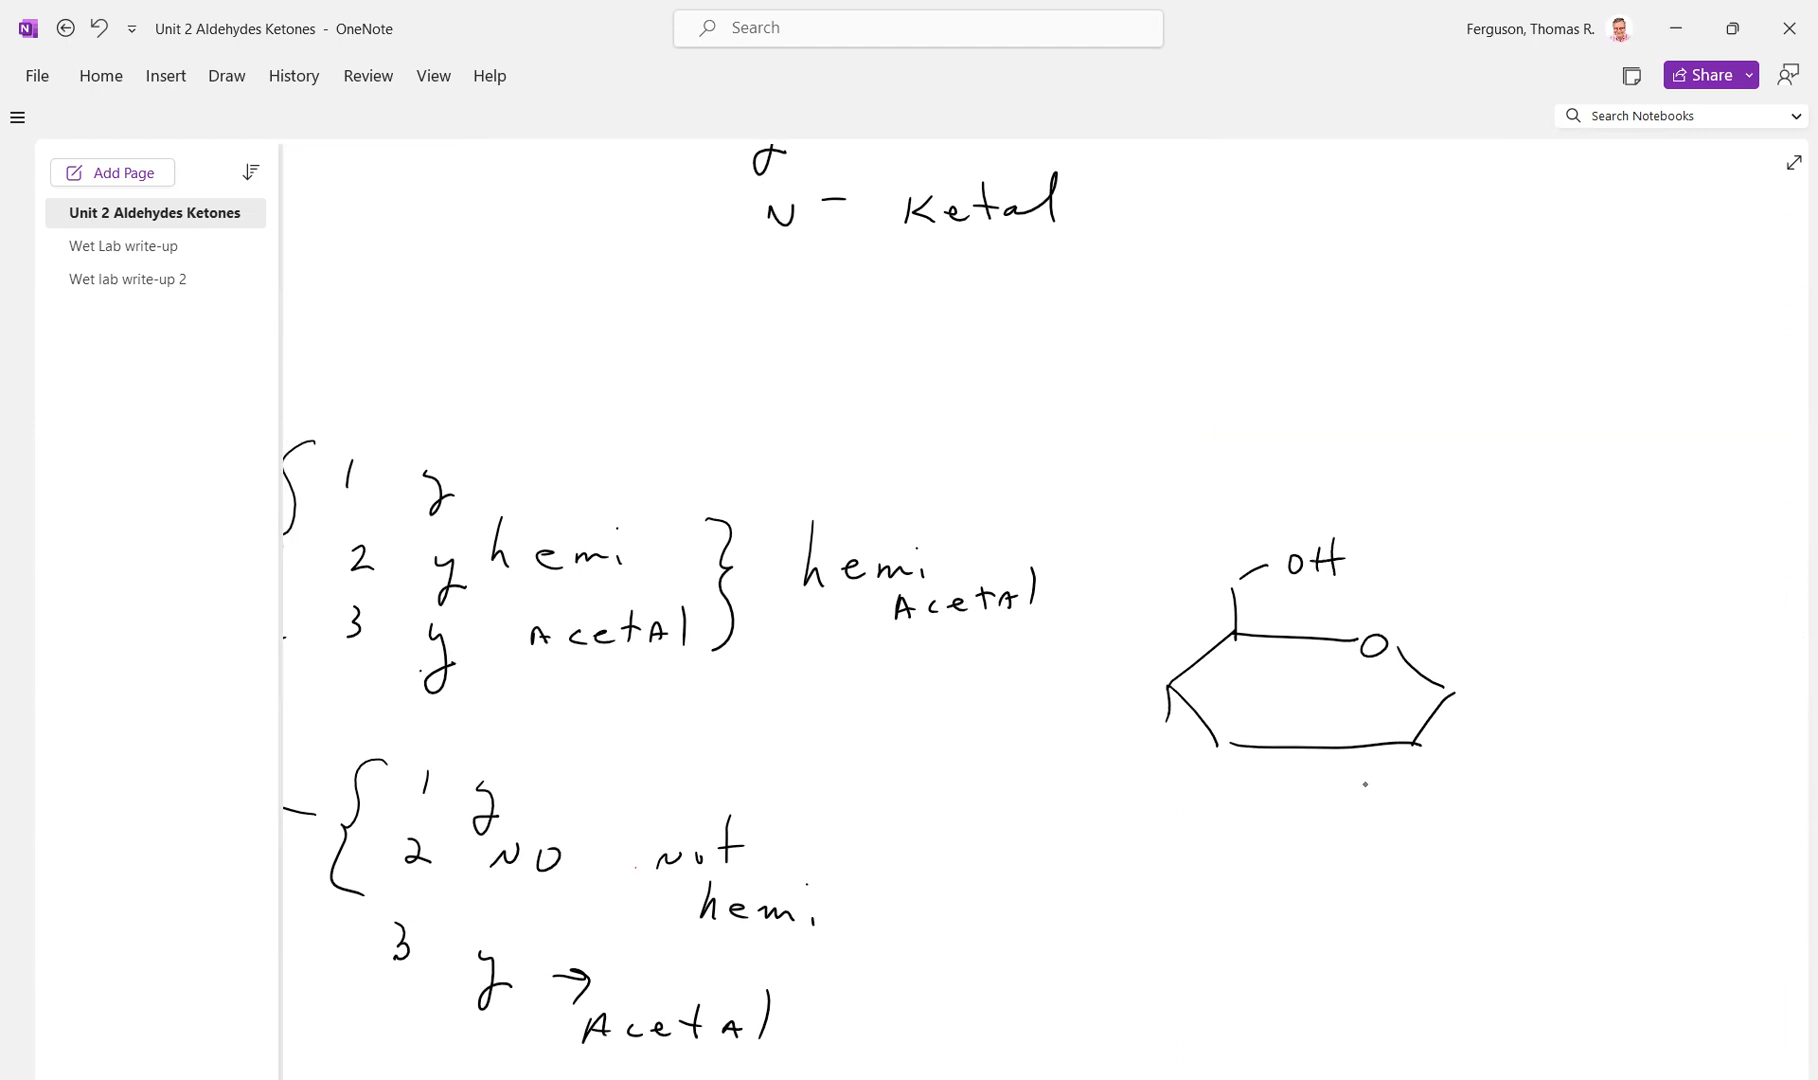 Unit 2 Aldehydes Ketones - OneNote
Search
Ferguson, Thomas R.
File Home Insert Draw History Review View Help
Share
Search Notebooks
Add Page
Unit 2 Aldehydes Ketones
Wet Lab write-up
Wet lab write-up 2
N - Ketal
1 y
2 y hemi
3 y Acetal
hemi
Acetal
OH
O
1 y
2 NO not
hemi
3 y →
Acetal